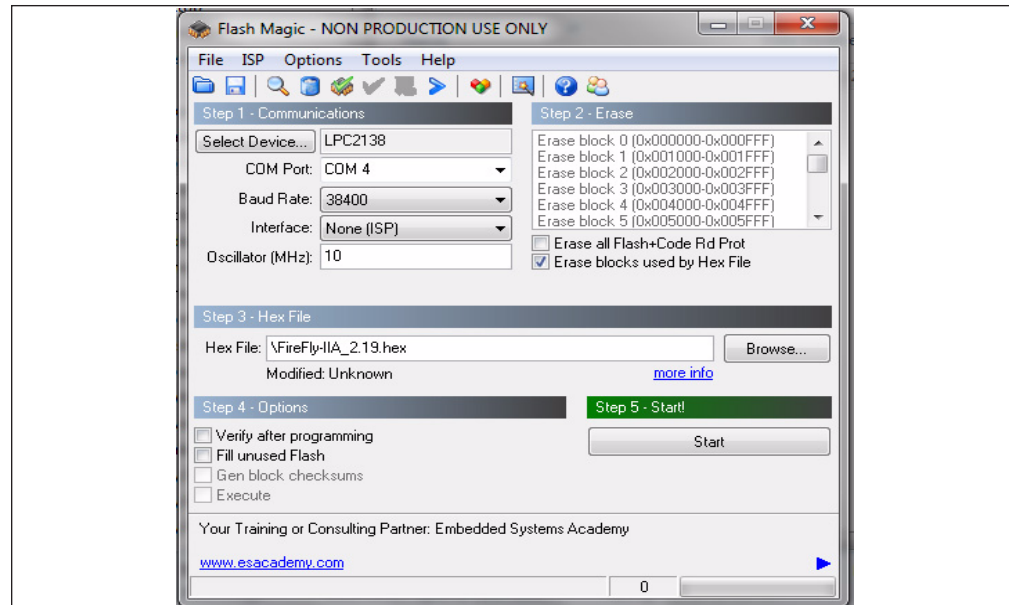 Flash Magic - NON PRODUCTION USE ONLY
File ISP Options Tools Help
Step 1 - Communications
Select Device... LPC2138
COM Port: COM 4
Baud Rate: 38400
Interface: None (ISP)
Oscillator (MHz): 10
Step 2 - Erase
Erase block 0 (0x000000-0x000FFF)
Erase block 1 (0x001000-0x001FFF)
Erase block 2 (0x002000-0x002FFF)
Erase block 3 (0x003000-0x003FFF)
Erase block 4 (0x004000-0x004FFF)
Erase block 5 (0x005000-0x005FFF)
Erase all Flash+Code Rd Prot
Erase blocks used by Hex File
Step 3 - Hex File
Hex File: \FireFly-IIA_2.19.hex Browse...
Modified: Unknown more info
Step 4 - Options
Verify after programming
Fill unused Flash
Gen block checksums
Execute
Step 5 - Start!
Start
Your Training or Consulting Partner: Embedded Systems Academy
www.esacademy.com
0